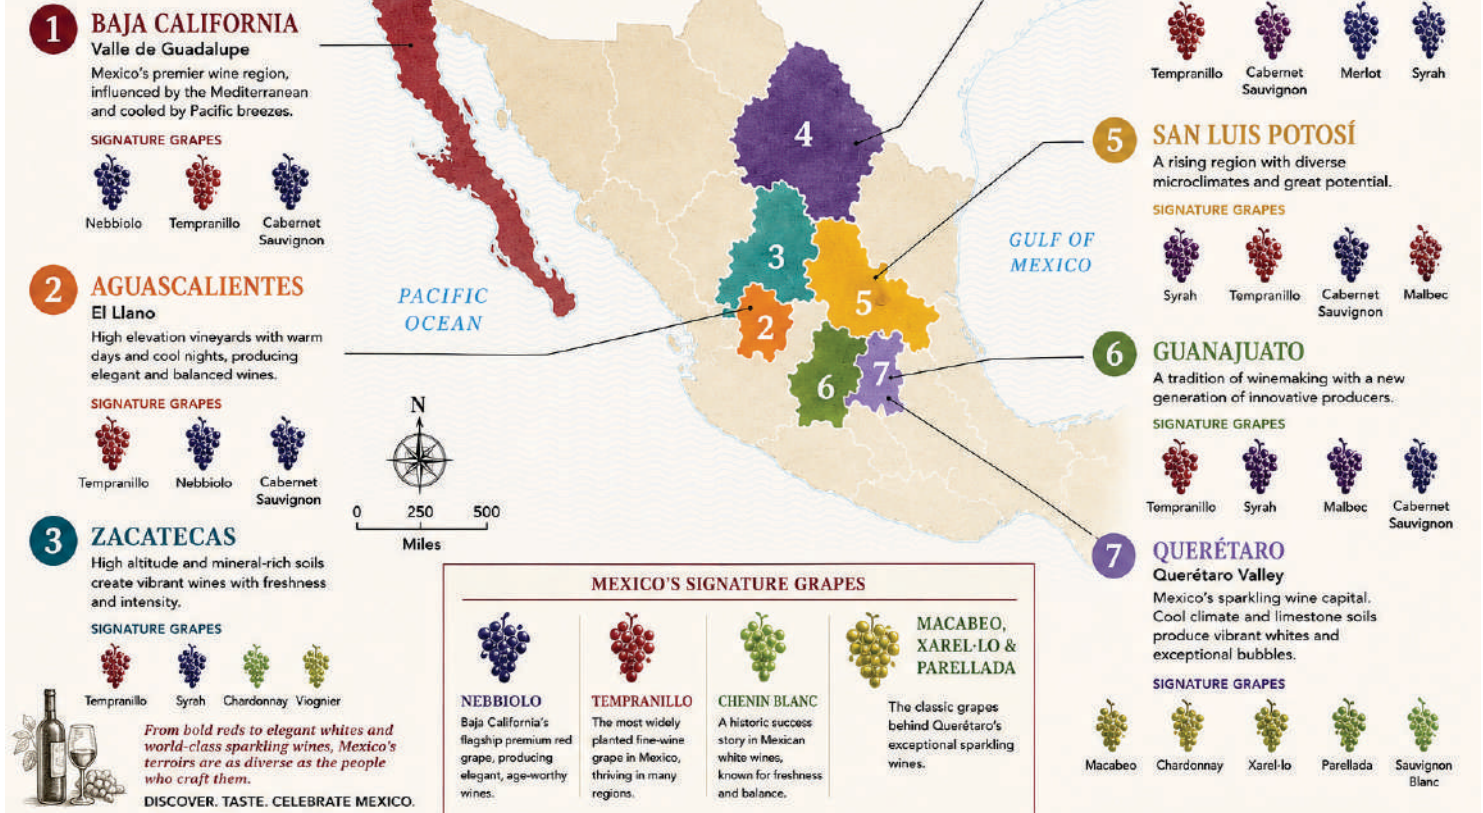 1
BAJA CALIFORNIA
Valle de Guadalupe
Mexico's premier wine region,
influenced by the Mediterranean
and cooled by Pacific breezes.
SIGNATURE GRAPES
Nebbiolo
Tempranillo
Cabernet
Sauvignon
2
AGUASCALIENTES
El Llano
High elevation vineyards with warm
days and cool nights, producing
elegant and balanced wines.
SIGNATURE GRAPES
Tempranillo
Nebbiolo
Cabernet
Sauvignon
3
ZACATECAS
High altitude and mineral-rich soils
create vibrant wines with freshness
and intensity.
SIGNATURE GRAPES
Tempranillo
Syrah
Chardonnay
Viognier
From bold reds to elegant whites and
world-class sparkling wines, Mexico's
terroirs are as diverse as the people
who craft them.
DISCOVER. TASTE. CELEBRATE MEXICO.
4
3
2
5
6
7
PACIFIC
OCEAN
GULF OF
MEXICO
N
0 250 500
Miles
MEXICO'S SIGNATURE GRAPES
NEBBIOLO
Baja California's
flagship premium red
grape, producing
elegant, age-worthy
wines.
TEMPRANILLO
The most widely
planted fine-wine
grape in Mexico,
thriving in many
regions.
CHENIN BLANC
A historic success
story in Mexican
white wines,
known for freshness
and balance.
MACABEO,
XAREL·LO &
PARELLADA
The classic grapes
behind Querétaro's
exceptional sparkling
wines.
Tempranillo
Cabernet
Sauvignon
Merlot
Syrah
5
SAN LUIS POTOSÍ
A rising region with diverse
microclimates and great potential.
SIGNATURE GRAPES
Syrah
Tempranillo
Cabernet
Sauvignon
Malbec
6
GUANAJUATO
A tradition of winemaking with a new
generation of innovative producers.
SIGNATURE GRAPES
Tempranillo
Syrah
Malbec
Cabernet
Sauvignon
7
QUERÉTARO
Querétaro Valley
Mexico's sparkling wine capital.
Cool climate and limestone soils
produce vibrant whites and
exceptional bubbles.
SIGNATURE GRAPES
Macabeo
Chardonnay
Xarel-lo
Parellada
Sauvignon
Blanc